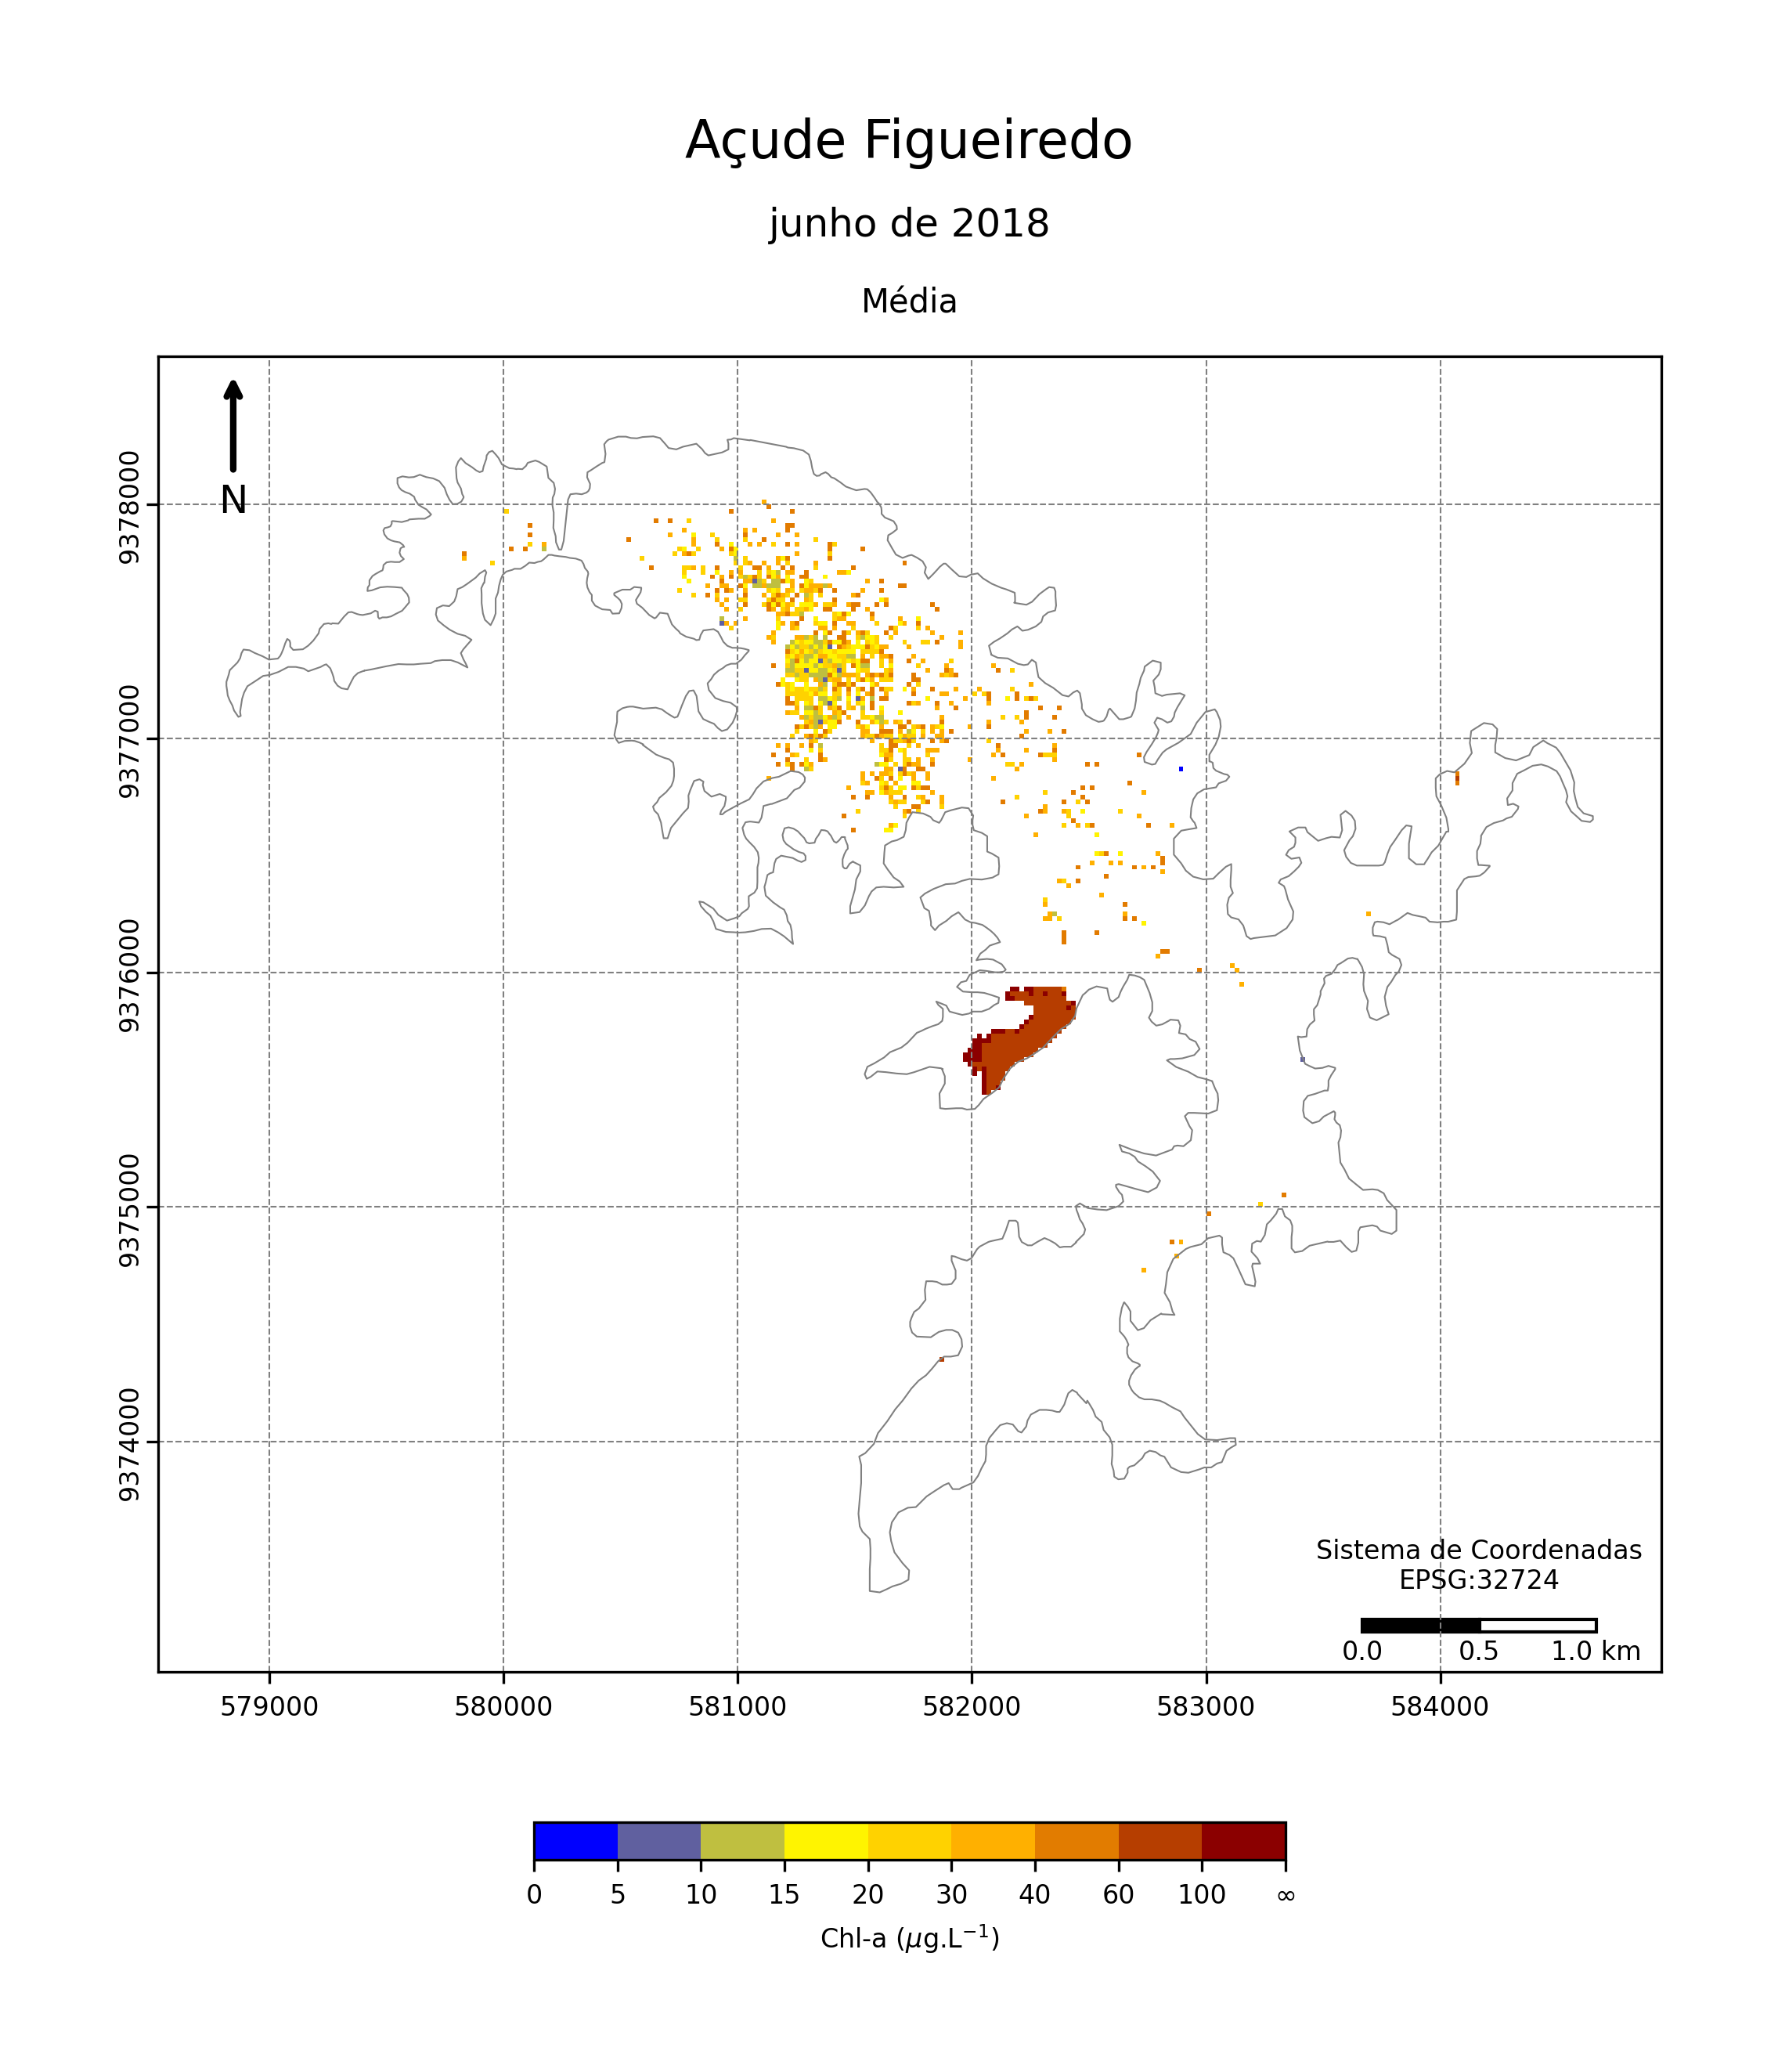 Açude Figueiredo
junho de 2018
Média
N
9378000
9377000
9376000
9375000
9374000
Sistema de Coordenadas
EPSG:32724
0.0 0.5 1.0 km
579000 580000 581000 582000 583000 584000
0 5 10 15 20 30 40 60 100 ∞
Chl-a (μg.L⁻¹)